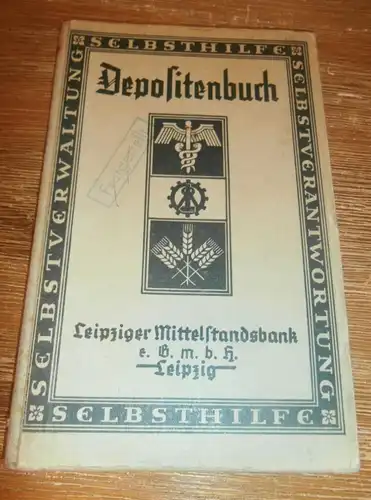 SELBSTHILFE
SELBSTVERWALTUNG
SELBSTVERANTWORTUNG
Depositenbuch
Leipziger Mittelstandsbank
e. G. m. b. H.
Leipzig
SELBSTHILFE